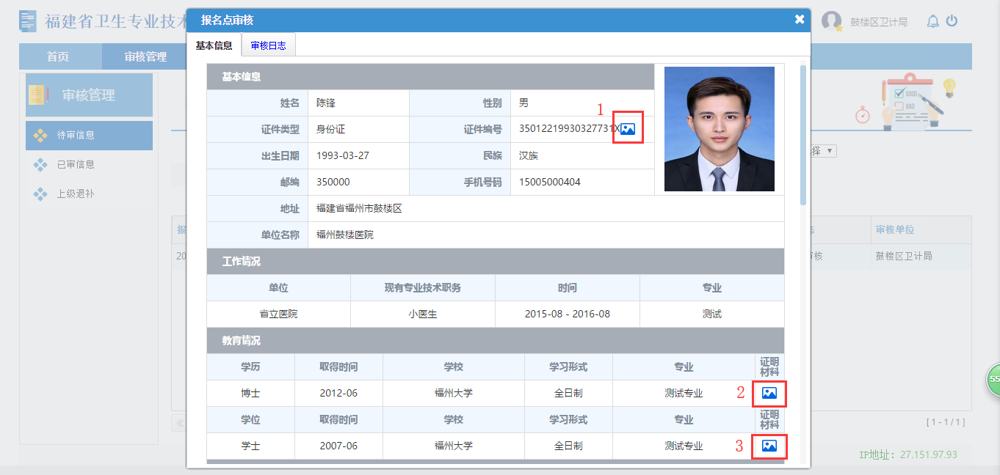 福建省卫生专业技术
鼓楼区卫计局
首页
审核管理
审核管理
待审信息
已审信息
上级退补
报名点审核
基本信息
审核日志
基本信息
姓名 陈锋 性别 男
1
证件类型 身份证 证件编号 35012219930327731X
出生日期 1993-03-27 民族 汉族
邮编 350000 手机号码 15005000404
地址 福建省福州市鼓楼区
单位名称 福州鼓楼医院
工作情况
单位 现有专业技术职务 时间 专业
省立医院 小医生 2015-08 - 2016-08 测试
教育情况
学历 取得时间 学校 学习形式 专业 证明材料
博士 2012-06 福州大学 全日制 测试专业 2
学位 取得时间 学校 学习形式 专业 证明材料
学士 2007-06 福州大学 全日制 测试专业 3
GOOD
BAD
择
报
审核单位
20
核
鼓楼区卫计局
55
[ 1 - 1 / 1 ]
IP地址：27.151.97.93